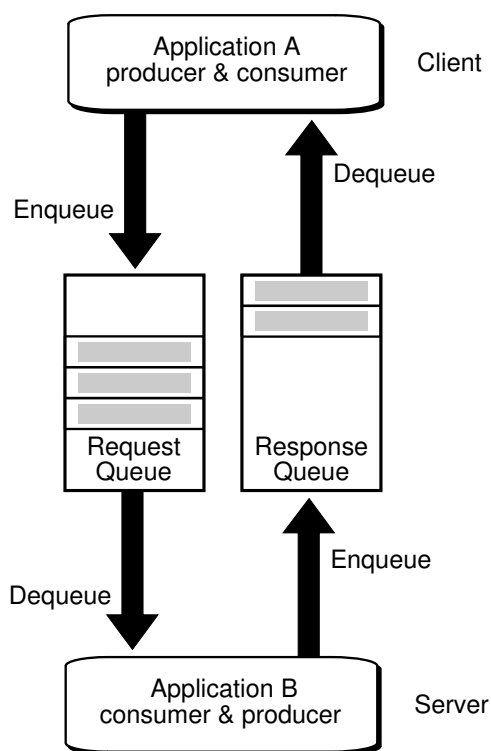 Application A
producer & consumer
Client
Enqueue
Dequeue
Request
Queue
Response
Queue
Dequeue
Enqueue
Application B
consumer & producer
Server